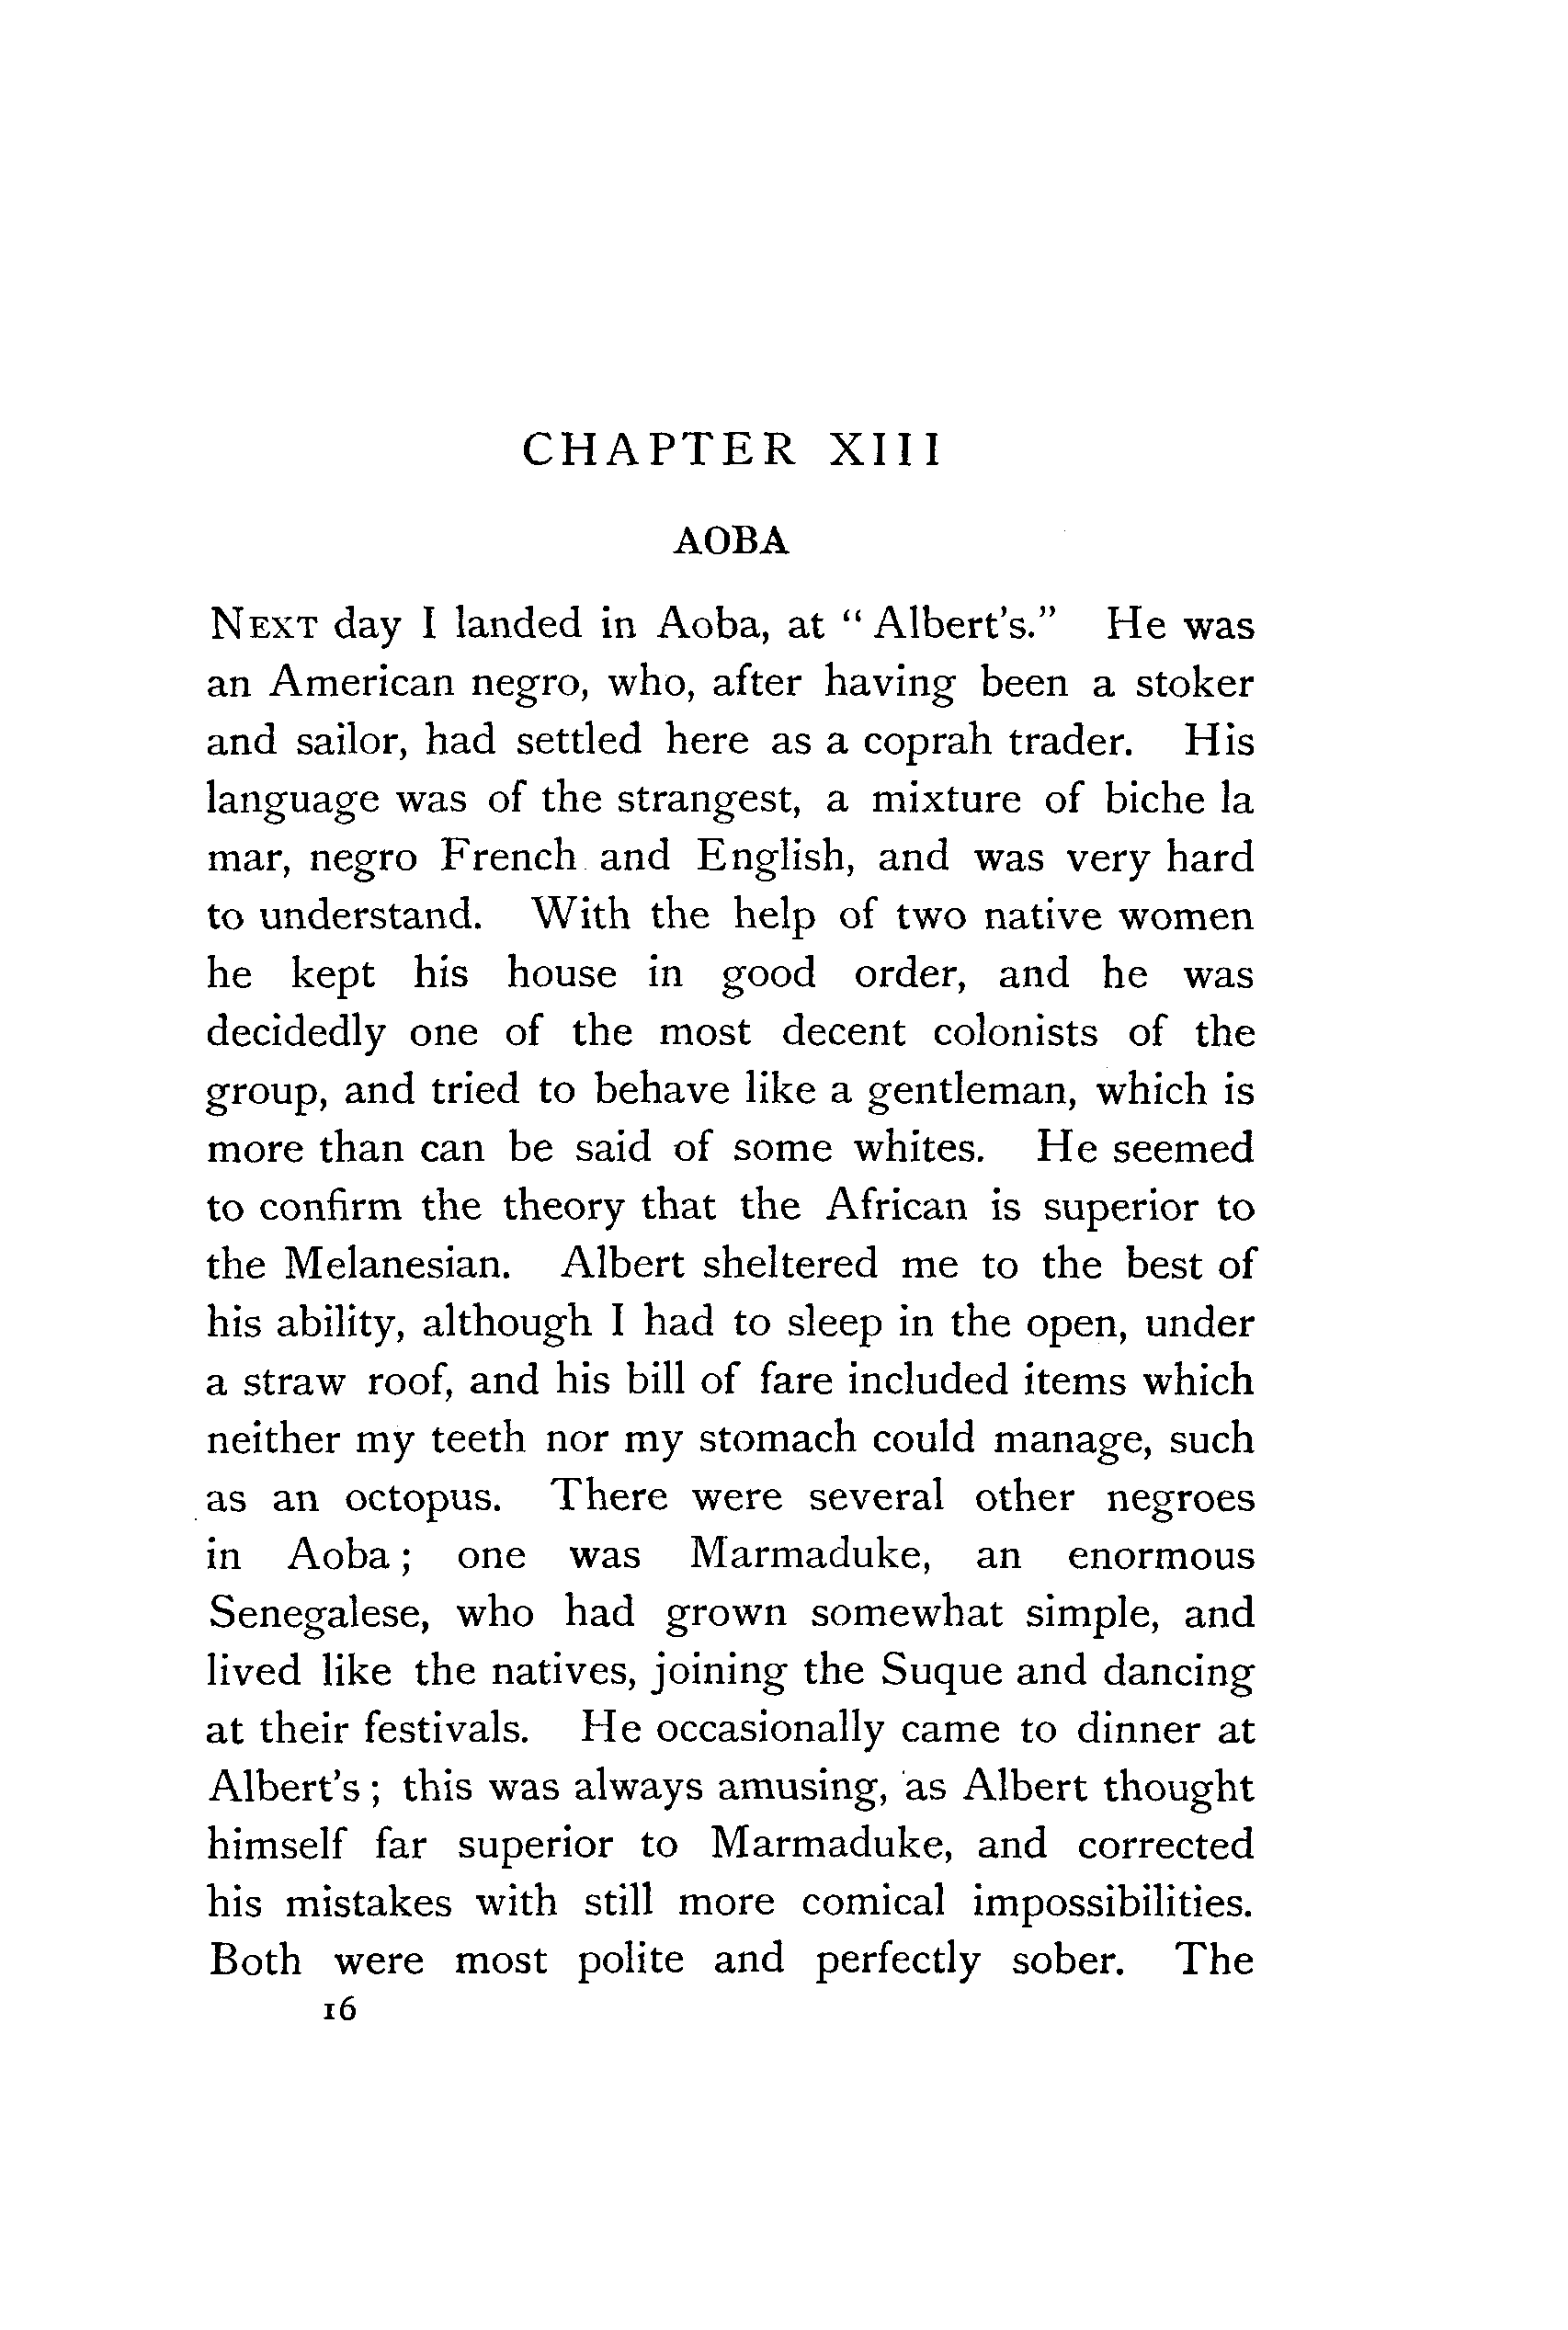 CHAPTER XIII
AOBA
NEXT day I landed in Aoba, at “ Albert’s.” He was
an American negro, who, after having been a stoker
and sailor, had settled here as a coprah trader. His
language was of the strangest, a mixture of biche la
mar, negro French and English, and was very hard
to understand. With the help of two native women
he kept his house in good order, and he was
decidedly one of the most decent colonists of the
group, and tried to behave like a gentleman, which is
more than can be said of some whites. He seemed
to confirm the theory that the African is superior to
the Melanesian. Albert sheltered me to the best of
his ability, although I had to sleep in the open, under
a straw roof, and his bill of fare included items which
neither my teeth nor my stomach could manage, such
as an octopus. There were several other negroes
in Aoba ; one was Marmaduke, an enormous
Senegalese, who had grown somewhat simple, and
lived like the natives, joining the Suque and dancing
at their festivals. He occasionally came to dinner at
Albert’s ; this was always amusing, as Albert thought
himself far superior to Marmaduke, and corrected
his mistakes with still more comical impossibilities.
Both were most polite and perfectly sober. The
16